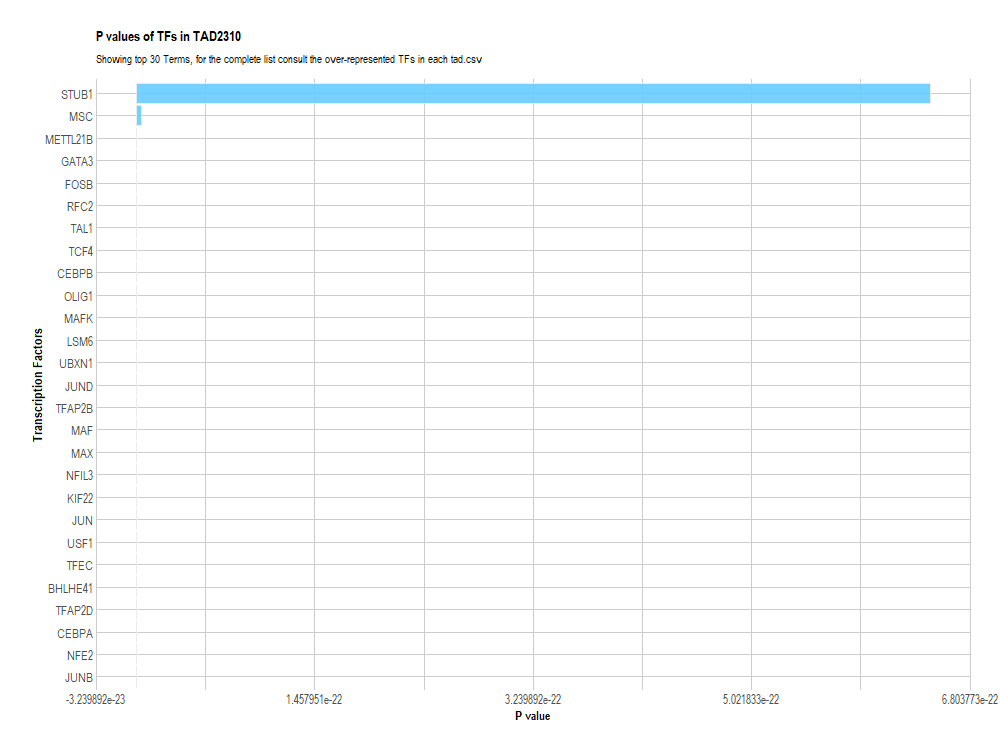 P values of TFs in TAD2310
Showing top 30 Terms, for the complete list consult the over-represented TFs in each tad.csv
Transcription Factors
STUB1
MSC
METTL21B
GATA3
FOSB
RFC2
TAL1
TCF4
CEBPB
OLIG1
MAFK
LSM6
UBXN1
JUND
TFAP2B
MAF
MAX
NFIL3
KIF22
JUN
USF1
TFEC
BHLHE41
TFAP2D
CEBPA
NFE2
JUNB
-3.239892e-23 1.457951e-22 3.239892e-22 5.021833e-22 6.803773e-22
P value